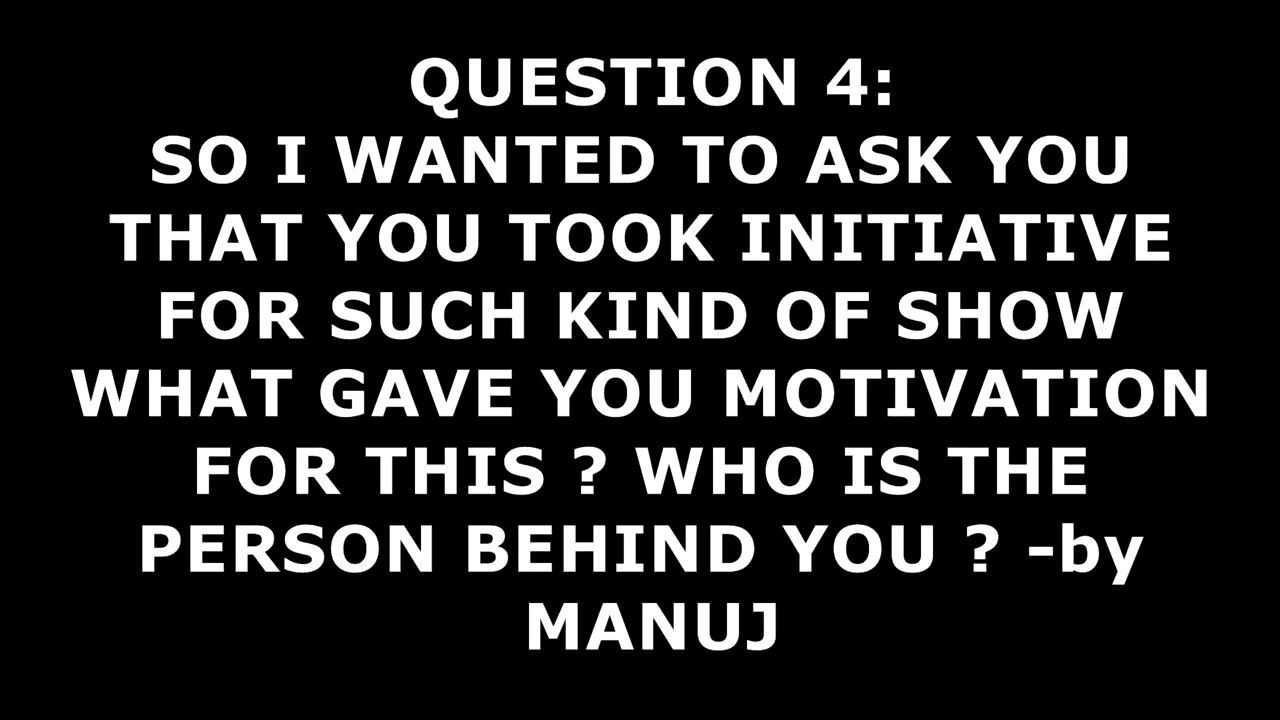 QUESTION 4:
SO I WANTED TO ASK YOU
THAT YOU TOOK INITIATIVE
FOR SUCH KIND OF SHOW
WHAT GAVE YOU MOTIVATION
FOR THIS ? WHO IS THE
PERSON BEHIND YOU ? -by
MANUJ